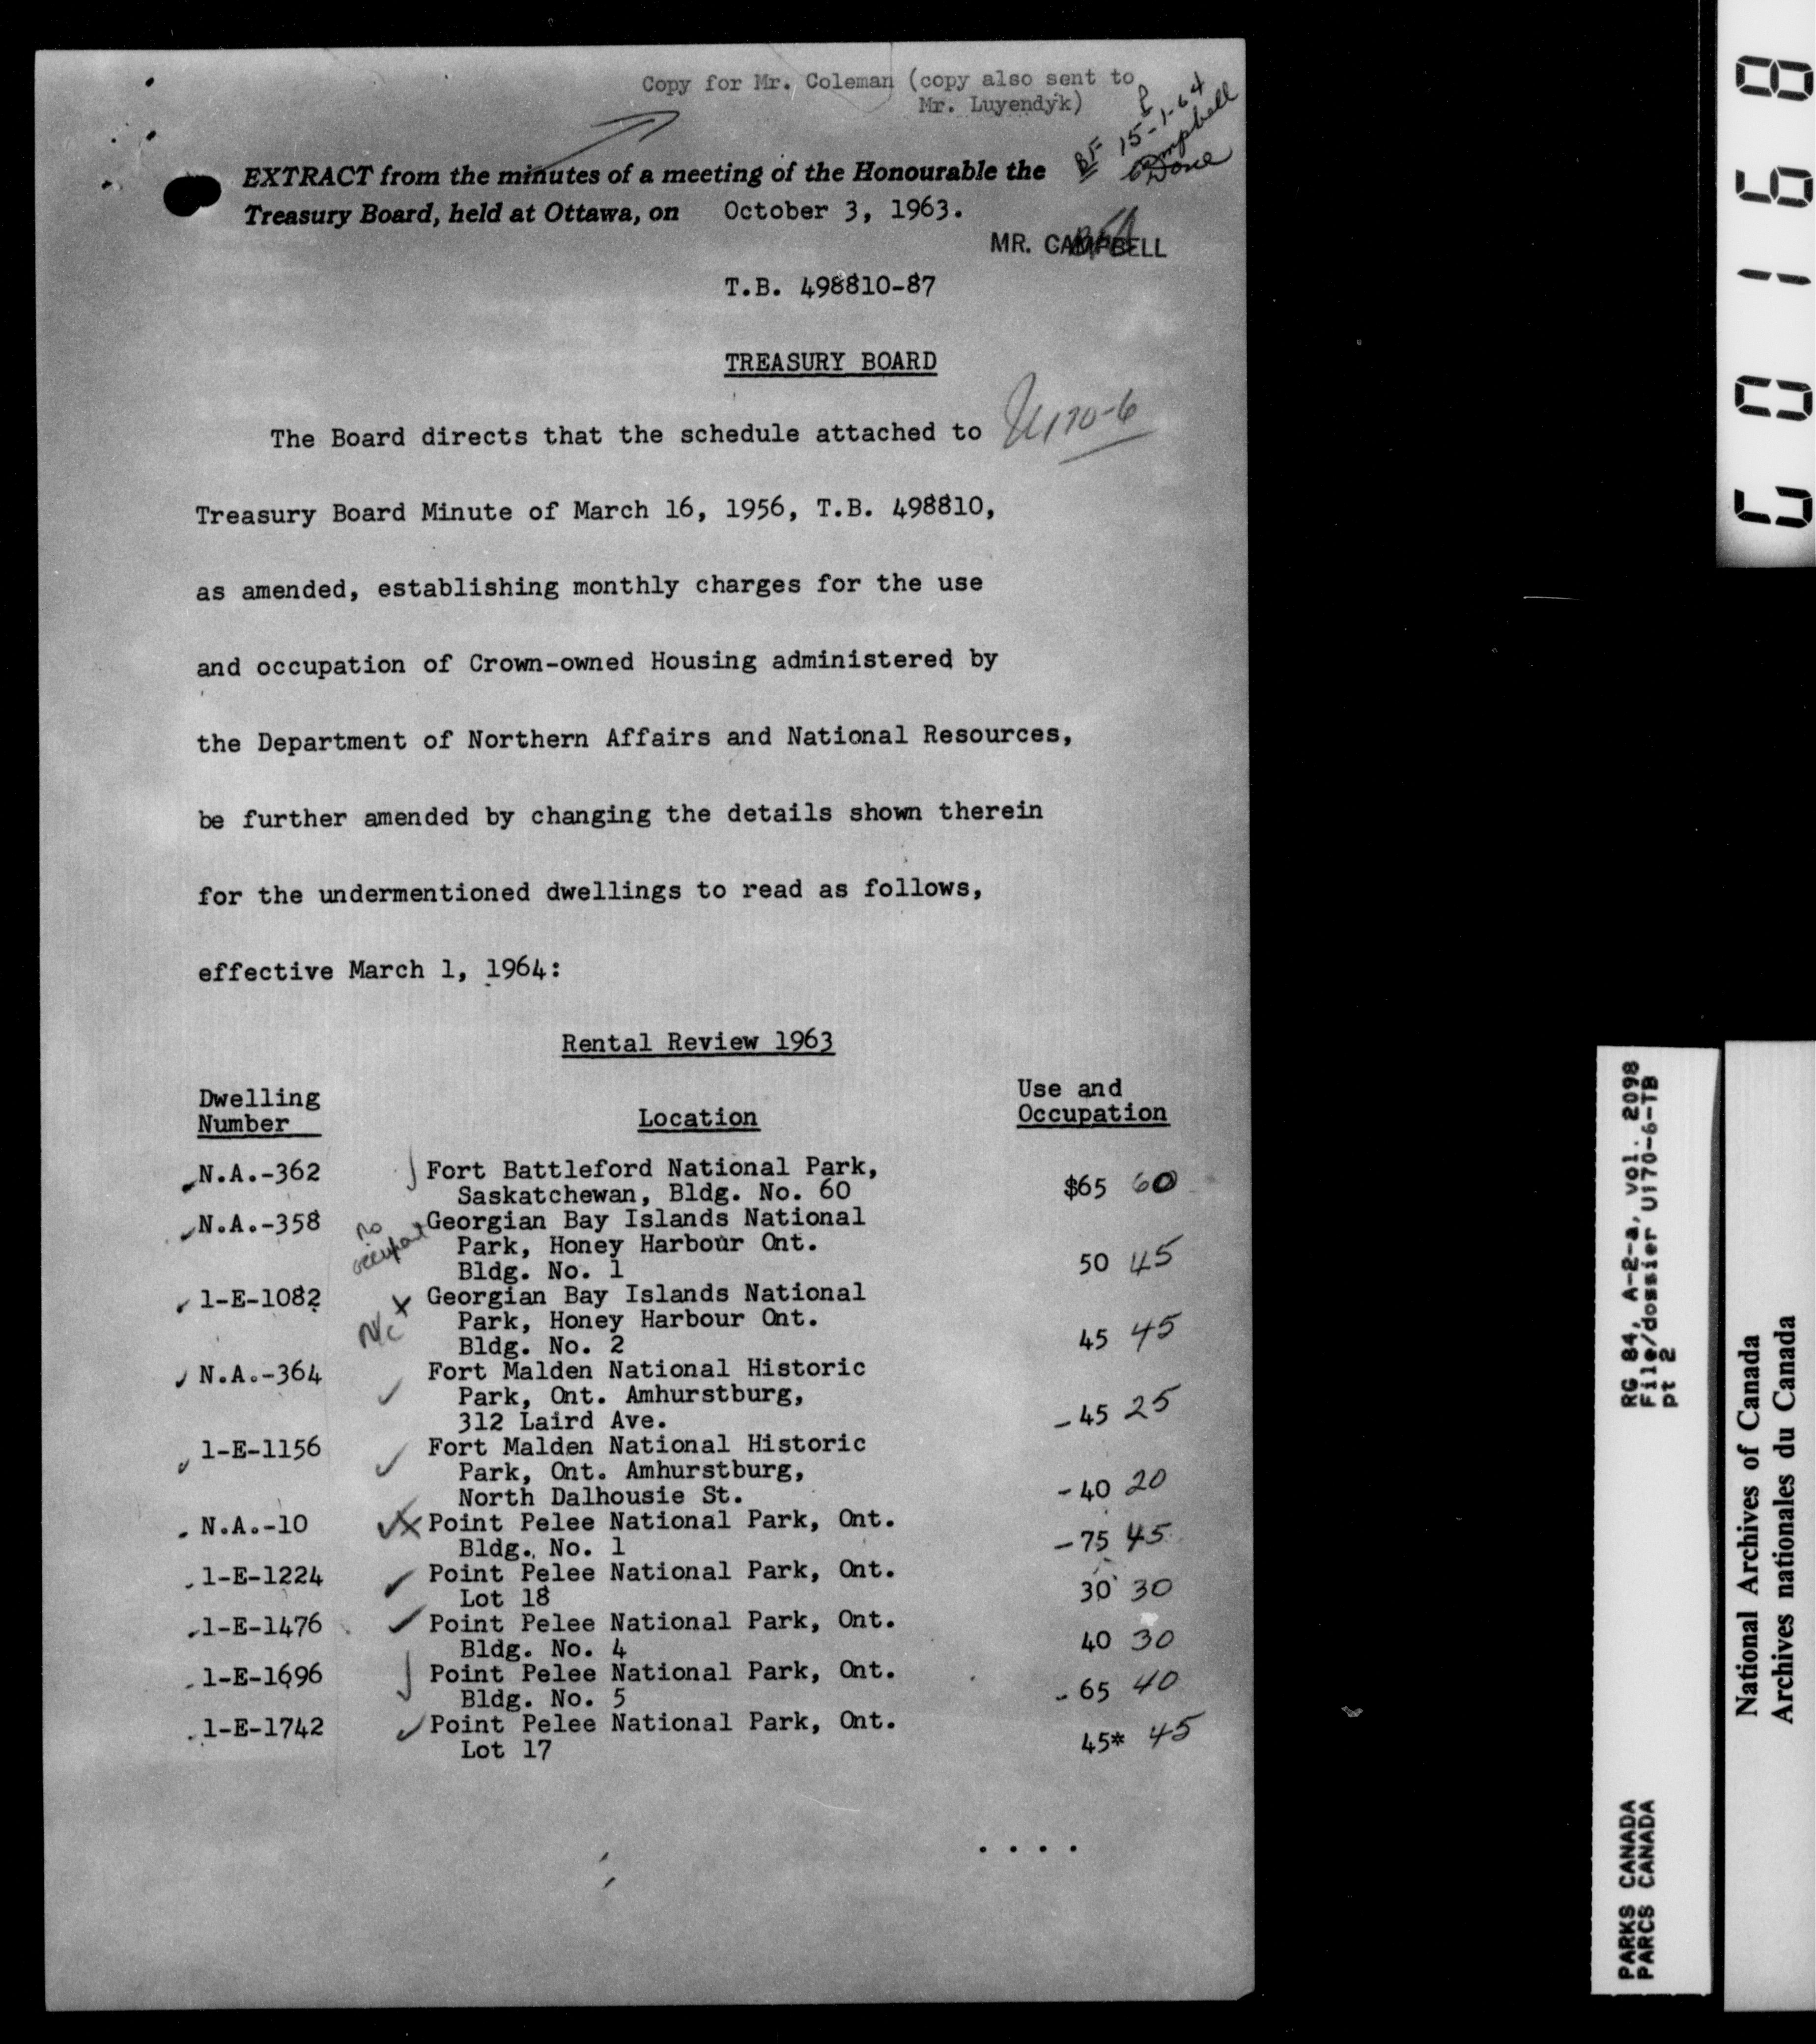 Copy for Mr. Coleman (copy also sent to
Mr. Luyendyk)
BF 15-1-64
Campbell
Done
EXTRACT from the minutes of a meeting of the Honourable the
Treasury Board, held at Ottawa, on October 3, 1963.
MR. CAMPBELL
T.B. 498810-87
TREASURY BOARD
U170-6
The Board directs that the schedule attached to
Treasury Board Minute of March 16, 1956, T.B. 498810,
as amended, establishing monthly charges for the use
and occupation of Crown-owned Housing administered by
the Department of Northern Affairs and National Resources,
be further amended by changing the details shown therein
for the undermentioned dwellings to read as follows,
effective March 1, 1964:
Rental Review 1963
Dwelling Number Location Use and Occupation
N.A.-362 Fort Battleford National Park,
Saskatchewan, Bldg. No. 60 $65 60
N.A.-358 no occupant Georgian Bay Islands National
Park, Honey Harbour Ont.
Bldg. No. 1 50 45
1-E-1082 N/C x Georgian Bay Islands National
Park, Honey Harbour Ont.
Bldg. No. 2 45 45
N.A.-364 Fort Malden National Historic
Park, Ont. Amhurstburg,
312 Laird Ave. - 45 25
1-E-1156 Fort Malden National Historic
Park, Ont. Amhurstburg,
North Dalhousie St. - 40 20
N.A.-10 Point Pelee National Park, Ont.
Bldg. No. 1 - 75 45
1-E-1224 Point Pelee National Park, Ont.
Lot 18 30 30
1-E-1476 Point Pelee National Park, Ont.
Bldg. No. 4 40 30
1-E-1696 Point Pelee National Park, Ont.
Bldg. No. 5 - 65 40
1-E-1742 Point Pelee National Park, Ont.
Lot 17 45* 45
. . . .
C 0 1 6 8
RG 84, A-2-a, vol. 2098
File/dossier U170-6-TB
pt 2
PARKS CANADA
PARCS CANADA
National Archives of Canada
Archives nationales du Canada